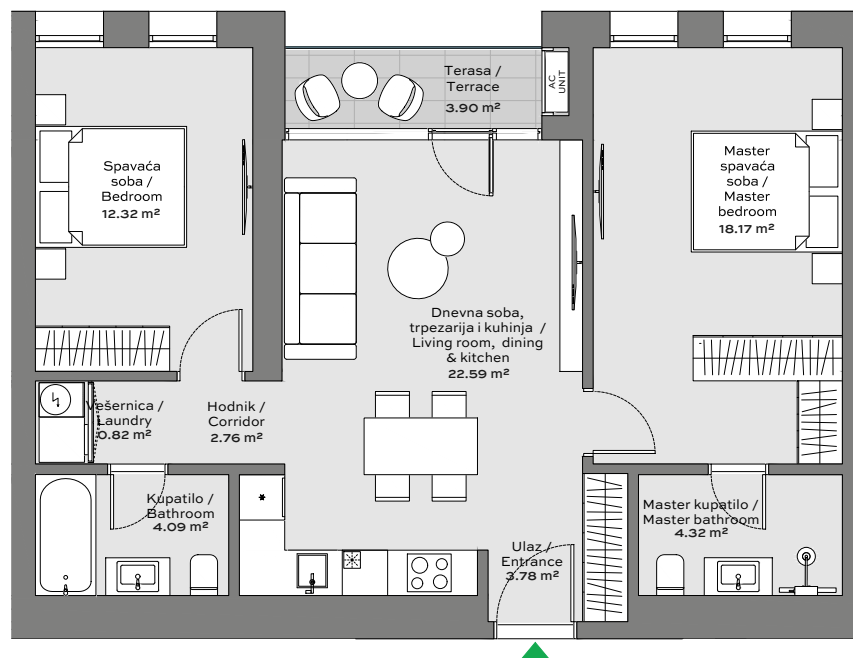 Terasa /
Terrace
3.90 m²
AC
UNIT
Spavaća
soba /
Bedroom
12.32 m²
Master
spavaća
soba /
Master
bedroom
18.17 m²
Dnevna soba,
trpezarija i kuhinja /
Living room, dining
& kitchen
22.59 m²
Vešernica /
Laundry
0.82 m²
Hodnik /
Corridor
2.76 m²
Kupatilo /
Bathroom
4.09 m²
Ulaz /
Entrance
3.78 m²
Master kupatilo /
Master bathroom
4.32 m²